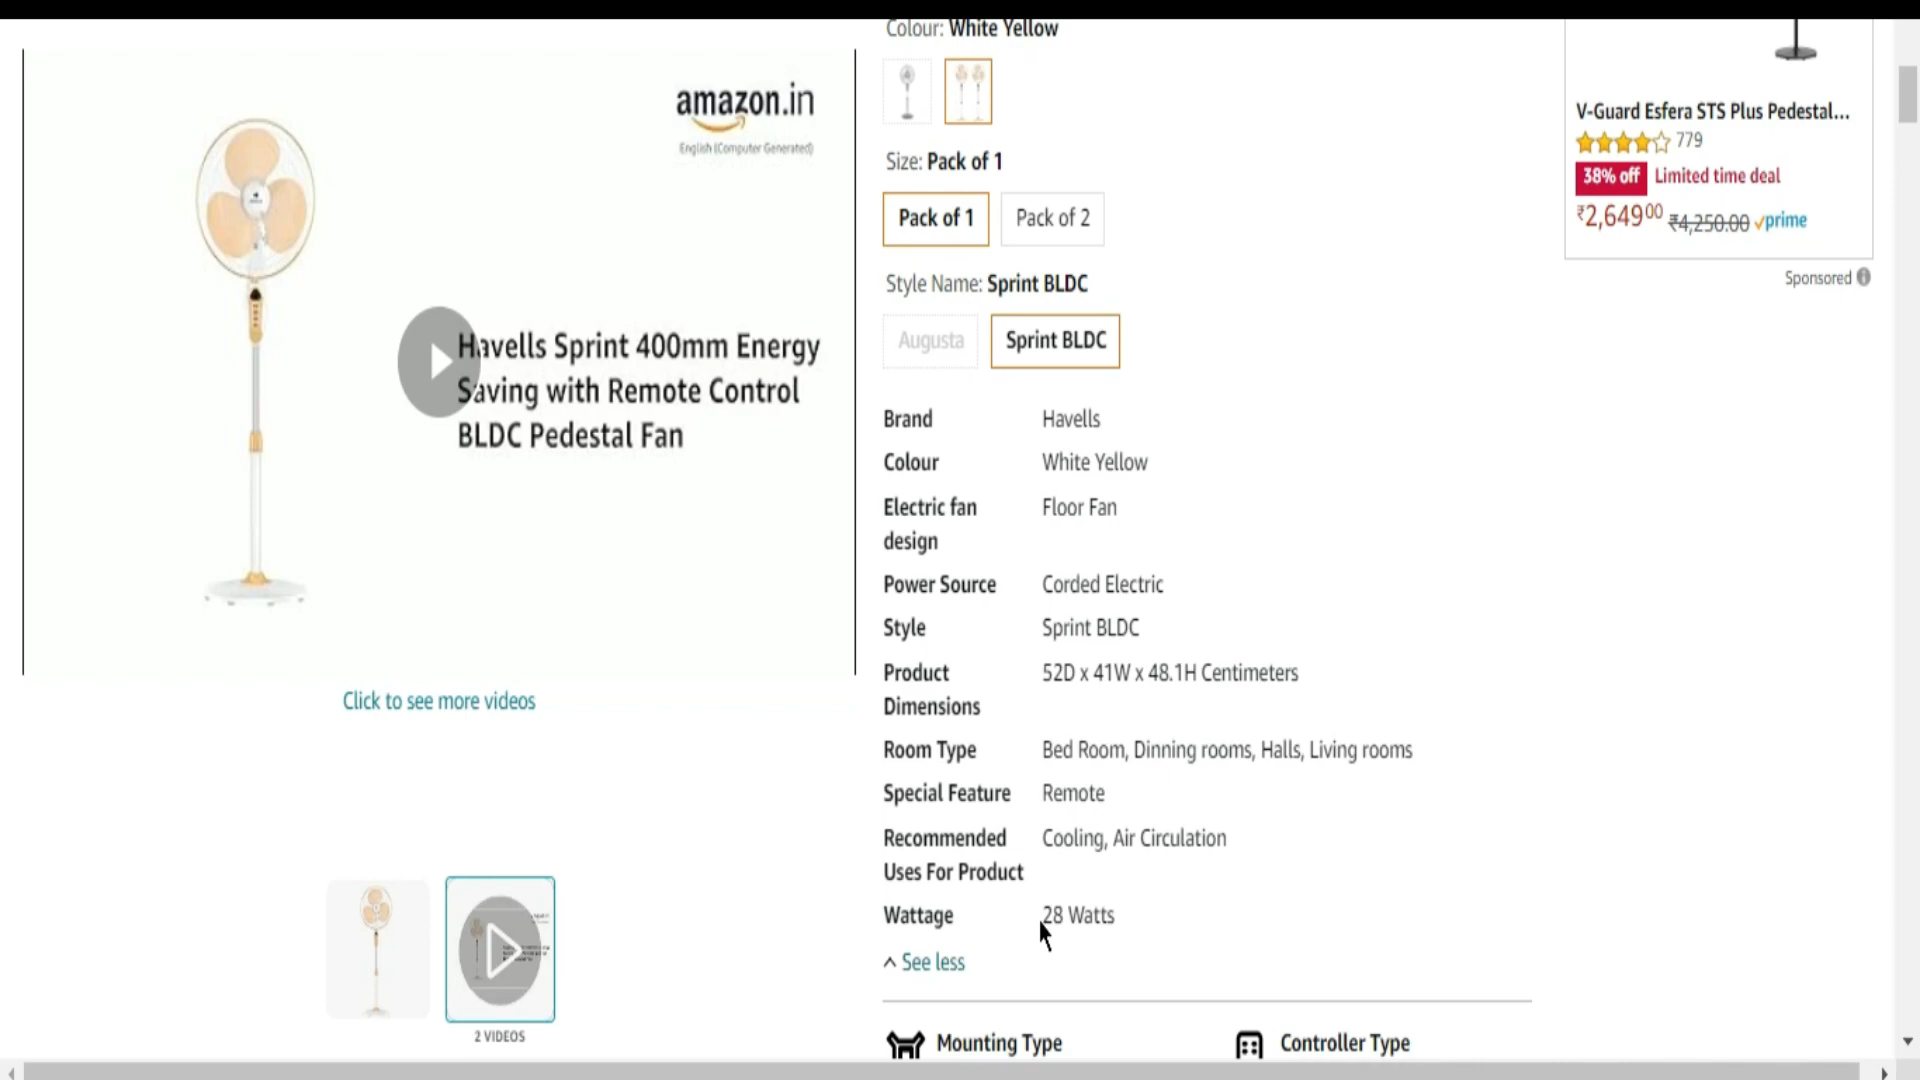 Colour: White Yellow
amazon.in
English (Computer Generated)
Havells Sprint 400mm Energy
Saving with Remote Control
BLDC Pedestal Fan
Click to see more videos
2 VIDEOS
Size: Pack of 1
Pack of 1
Pack of 2
Style Name: Sprint BLDC
Augusta
Sprint BLDC
Brand Havells
Colour White Yellow
Electric fan Floor Fan
design
Power Source Corded Electric
Style Sprint BLDC
Product 52D x 41W x 48.1H Centimeters
Dimensions
Room Type Bed Room, Dinning rooms, Halls, Living rooms
Special Feature Remote
Recommended Cooling, Air Circulation
Uses For Product
Wattage 28 Watts
See less
Mounting Type
Controller Type
V-Guard Esfera STS Plus Pedestal...
779
38% off Limited time deal
₹2,64900 ₹4,250.00 prime
Sponsored